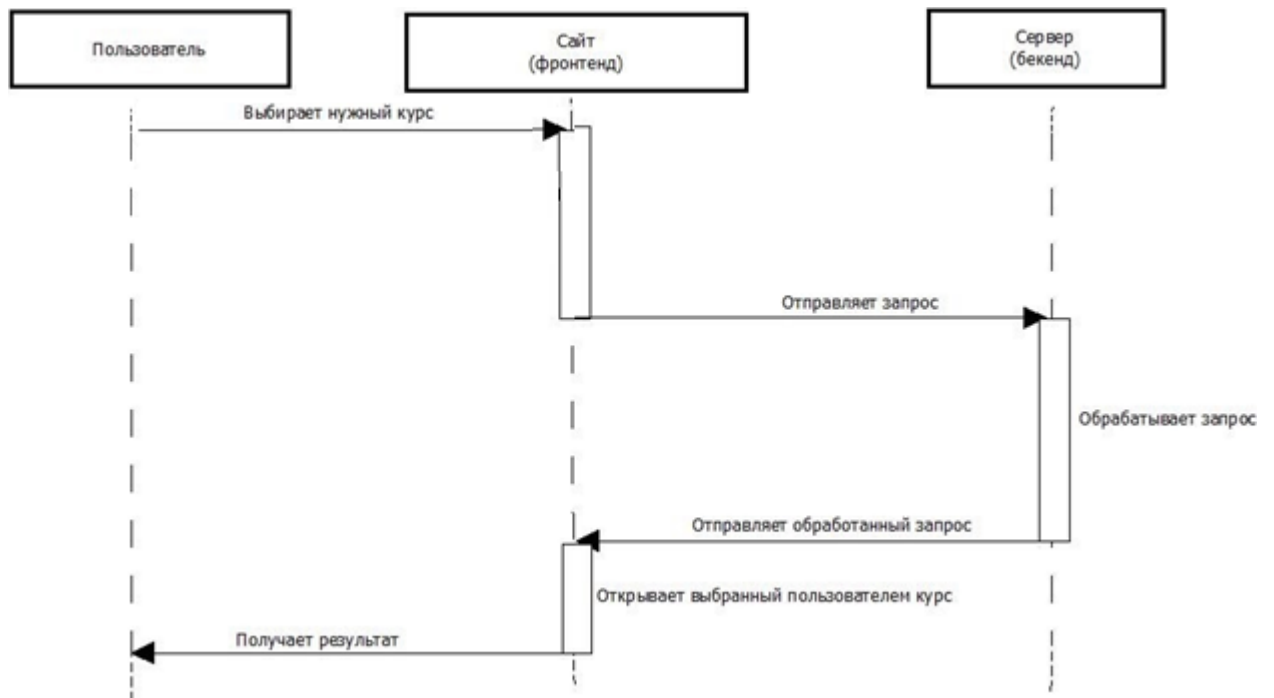 Пользователь
Сайт
(фронтенд)
Сервер
(бекенд)
Выбирает нужный курс
Отправляет запрос
Обрабатывает запрос
Отправляет обработанный запрос
Открывает выбранный пользователем курс
Получает результат